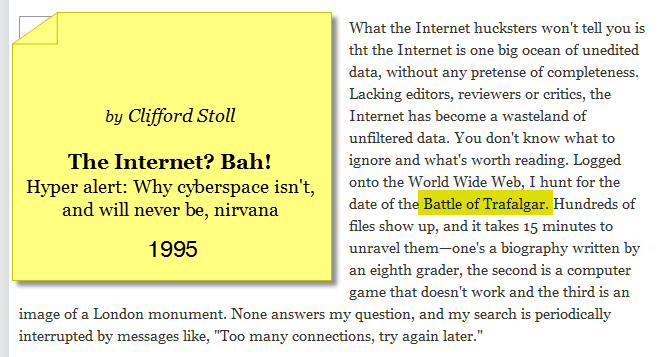 by Clifford Stoll
The Internet? Bah!
Hyper alert: Why cyberspace isn't,
and will never be, nirvana
1995
What the Internet hucksters won't tell you is
tht the Internet is one big ocean of unedited
data, without any pretense of completeness.
Lacking editors, reviewers or critics, the
Internet has become a wasteland of
unfiltered data. You don't know what to
ignore and what's worth reading. Logged
onto the World Wide Web, I hunt for the
date of the Battle of Trafalgar. Hundreds of
files show up, and it takes 15 minutes to
unravel them—one's a biography written by
an eighth grader, the second is a computer
game that doesn't work and the third is an
image of a London monument. None answers my question, and my search is periodically
interrupted by messages like, "Too many connections, try again later."